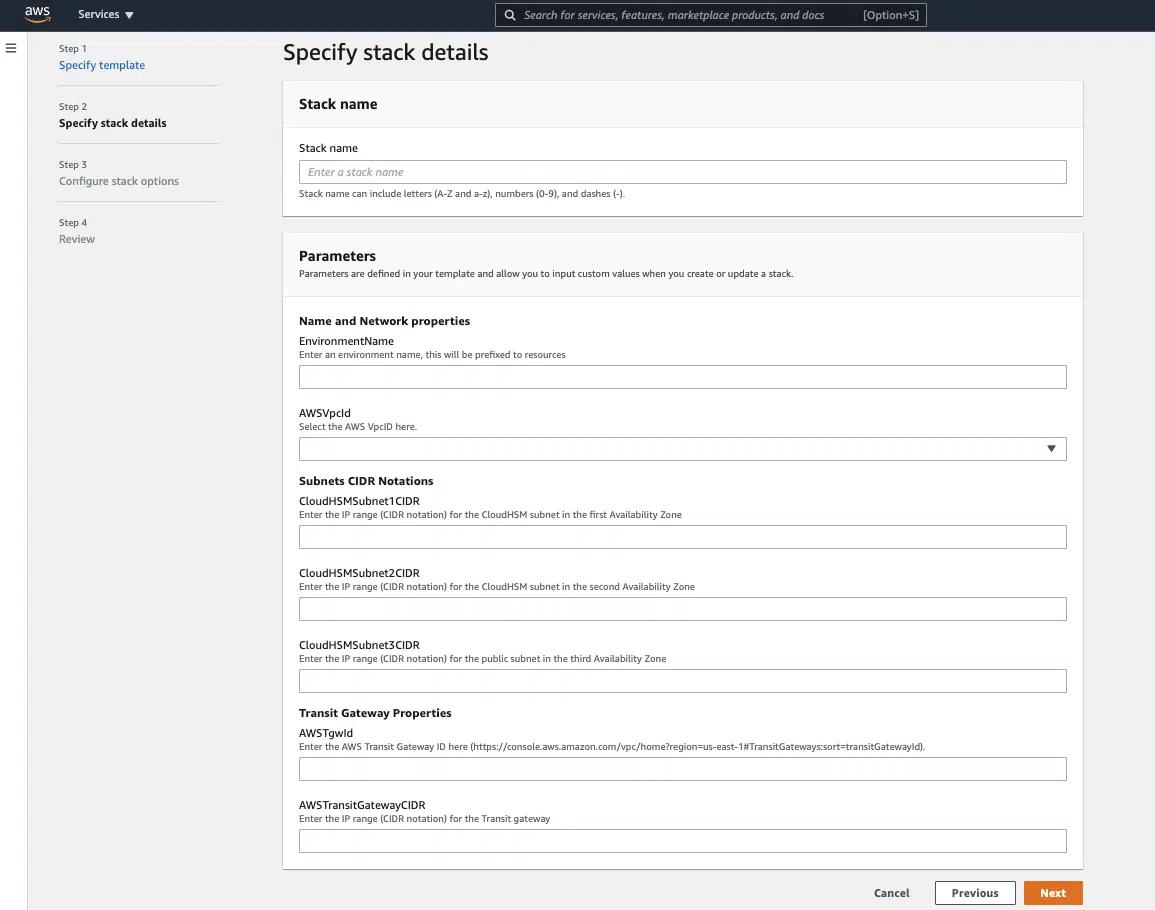 aws
Services ▼
Search for services, features, marketplace products, and docs [Option+S]
Step 1
Specify template
Step 2
Specify stack details
Step 3
Configure stack options
Step 4
Review
Specify stack details
Stack name
Stack name
Enter a stack name
Stack name can include letters (A-Z and a-z), numbers (0-9), and dashes (-).
Parameters
Parameters are defined in your template and allow you to input custom values when you create or update a stack.
Name and Network properties
EnvironmentName
Enter an environment name, this will be prefixed to resources
AWSVpcId
Select the AWS VpcID here.
Subnets CIDR Notations
CloudHSMSubnet1CIDR
Enter the IP range (CIDR notation) for the CloudHSM subnet in the first Availability Zone
CloudHSMSubnet2CIDR
Enter the IP range (CIDR notation) for the CloudHSM subnet in the second Availability Zone
CloudHSMSubnet3CIDR
Enter the IP range (CIDR notation) for the public subnet in the third Availability Zone
Transit Gateway Properties
AWSTgwId
Enter the AWS Transit Gateway ID here (https://console.aws.amazon.com/vpc/home?region=us-east-1#TransitGateways:sort=transitGatewayId).
AWSTransitGatewayCIDR
Enter the IP range (CIDR notation) for the Transit gateway
Cancel Previous Next